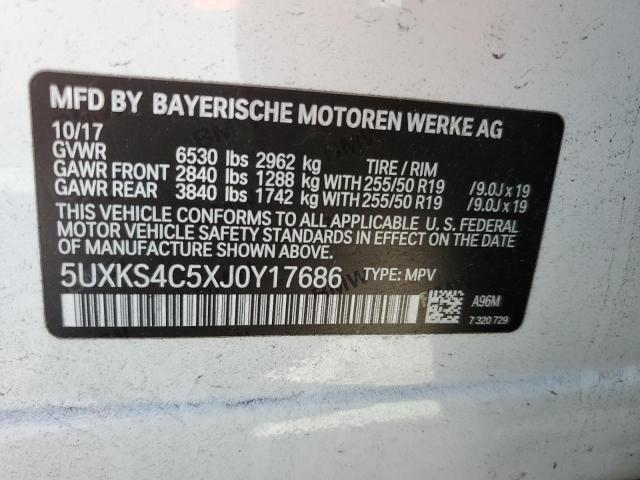 MFD BY BAYERISCHE MOTOREN WERKE AG
10/17
GVWR 6530 lbs 2962 kg TIRE / RIM
GAWR FRONT 2840 lbs 1288 kg WITH 255/50 R19 /9.0J x 19
GAWR REAR 3840 lbs 1742 kg WITH 255/50 R19 /9.0J x 19
THIS VEHICLE CONFORMS TO ALL APPLICABLE U. S. FEDERAL
MOTOR VEHICLE SAFETY STANDARDS IN EFFECT ON THE DATE
OF MANUFACTURE SHOWN ABOVE.
5UXKS4C5XJ0Y17686 TYPE: MPV
A96M
7 320 729